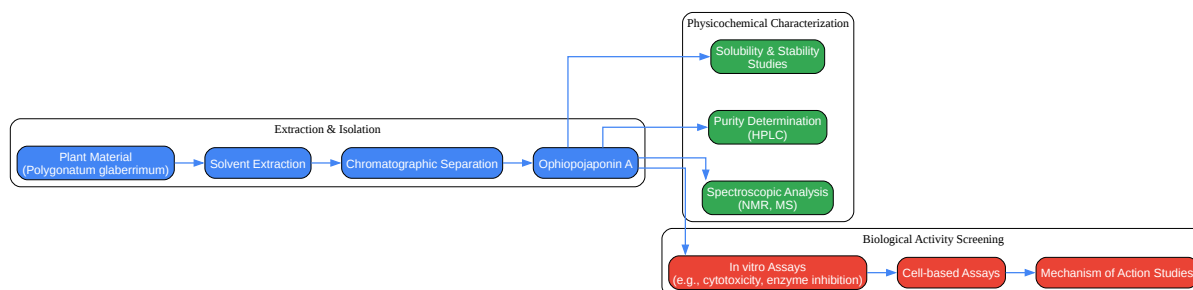 Physicochemical Characterization
Solubility & Stability
Studies
Purity Determination
(HPLC)
Spectroscopic Analysis
(NMR, MS)
Extraction & Isolation
Plant Material
(Polygonatum glaberrimum)
Solvent Extraction
Chromatographic Separation
Ophiopojaponin A
Biological Activity Screening
In vitro Assays
(e.g., cytotoxicity, enzyme inhibition)
Cell-based Assays
Mechanism of Action Studies